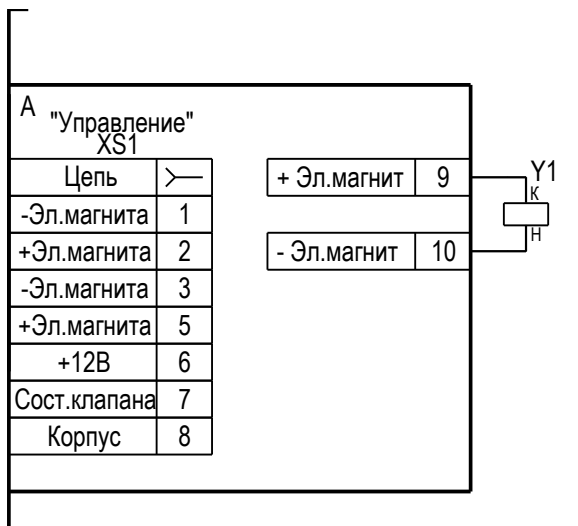 А
"Управление"
XS1
Цепь
-Эл.магнита 1
+Эл.магнита 2
-Эл.магнита 3
+Эл.магнита 5
+12В 6
Сост.клапана 7
Корпус 8
+ Эл.магнит 9
- Эл.магнит 10
Y1
К
Н